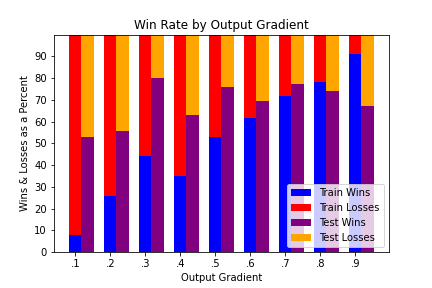 Win Rate by Output Gradient
Wins & Losses as a Percent
90
80
70
60
50
40
30
20
10
0
.1 .2 .3 .4 .5 .6 .7 .8 .9
Output Gradient
Train Wins
Train Losses
Test Wins
Test Losses